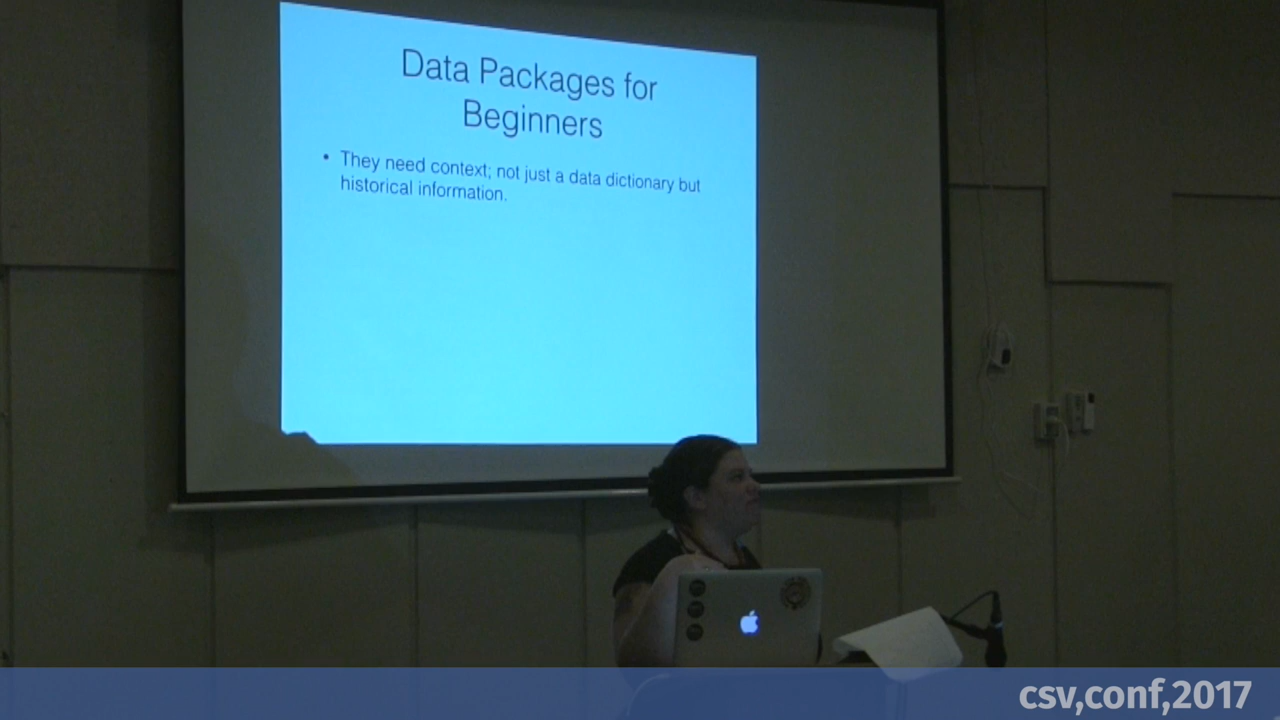 Data Packages for
Beginners
• They need context; not just a data dictionary but
historical information.
csv,conf,2017